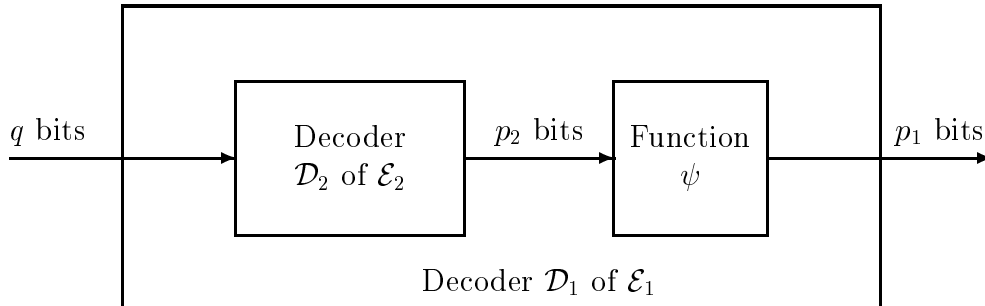 q bits
Decoder
𝒟₂ of ℰ₂
p₂ bits
Function
ψ
p₁ bits
Decoder 𝒟₁ of ℰ₁